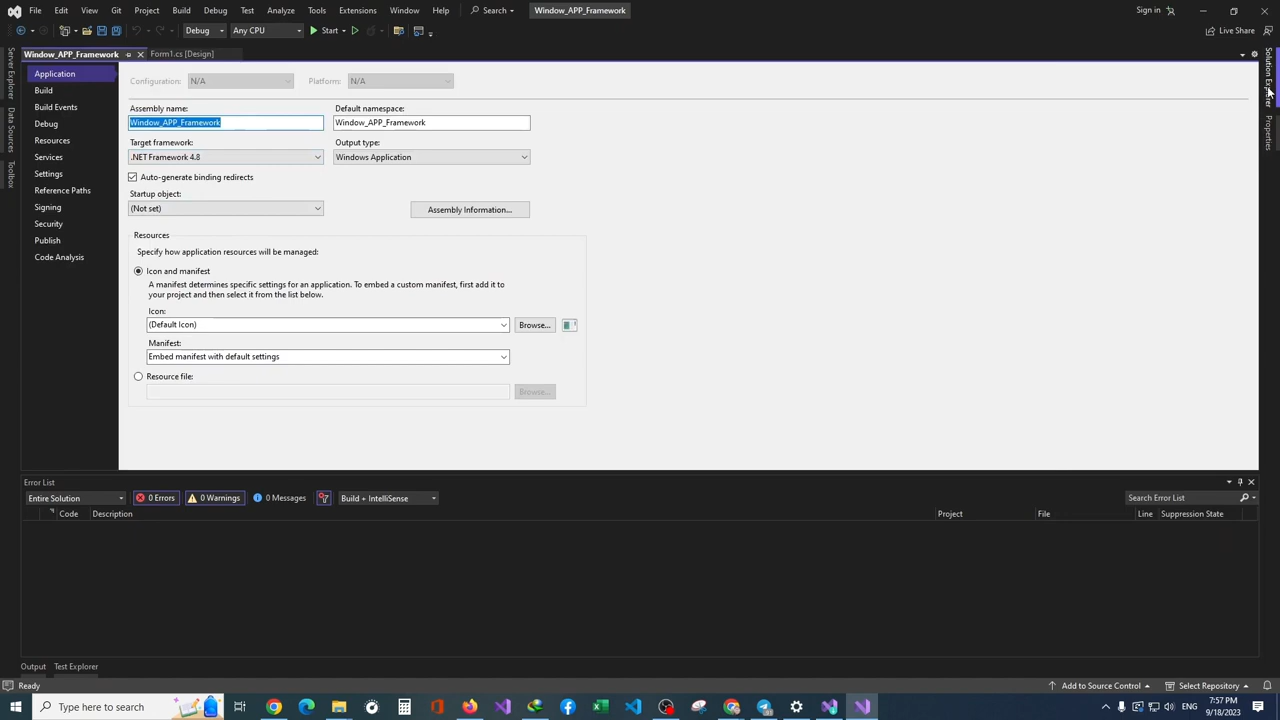 File Edit View Git Project Build Debug Test Analyze Tools Extensions Window Help Search Window_APP_Framework Sign in
Debug Any CPU Start Live Share
Window_APP_Framework Form1.cs [Design]
Server Explorer
Data Sources
Toolbox
Solution Explorer
Properties
Application
Build
Build Events
Debug
Resources
Services
Settings
Reference Paths
Signing
Security
Publish
Code Analysis
Configuration: N/A Platform: N/A
Assembly name: Default namespace:
Window_APP_Framework Window_APP_Framework
Target framework: Output type:
.NET Framework 4.8 Windows Application
Auto-generate binding redirects
Startup object:
(Not set) Assembly Information...
Resources
Specify how application resources will be managed:
Icon and manifest
A manifest determines specific settings for an application. To embed a custom manifest, first add it to
your project and then select it from the list below.
Icon:
(Default Icon) Browse...
Manifest:
Embed manifest with default settings
Resource file:
Browse...
Error List
Entire Solution 0 Errors 0 Warnings 0 Messages Build + IntelliSense Search Error List
Code Description Project File Line Suppression State
Output Test Explorer
Ready Add to Source Control Select Repository
Type here to search ENG 7:57 PM
9/18/2023